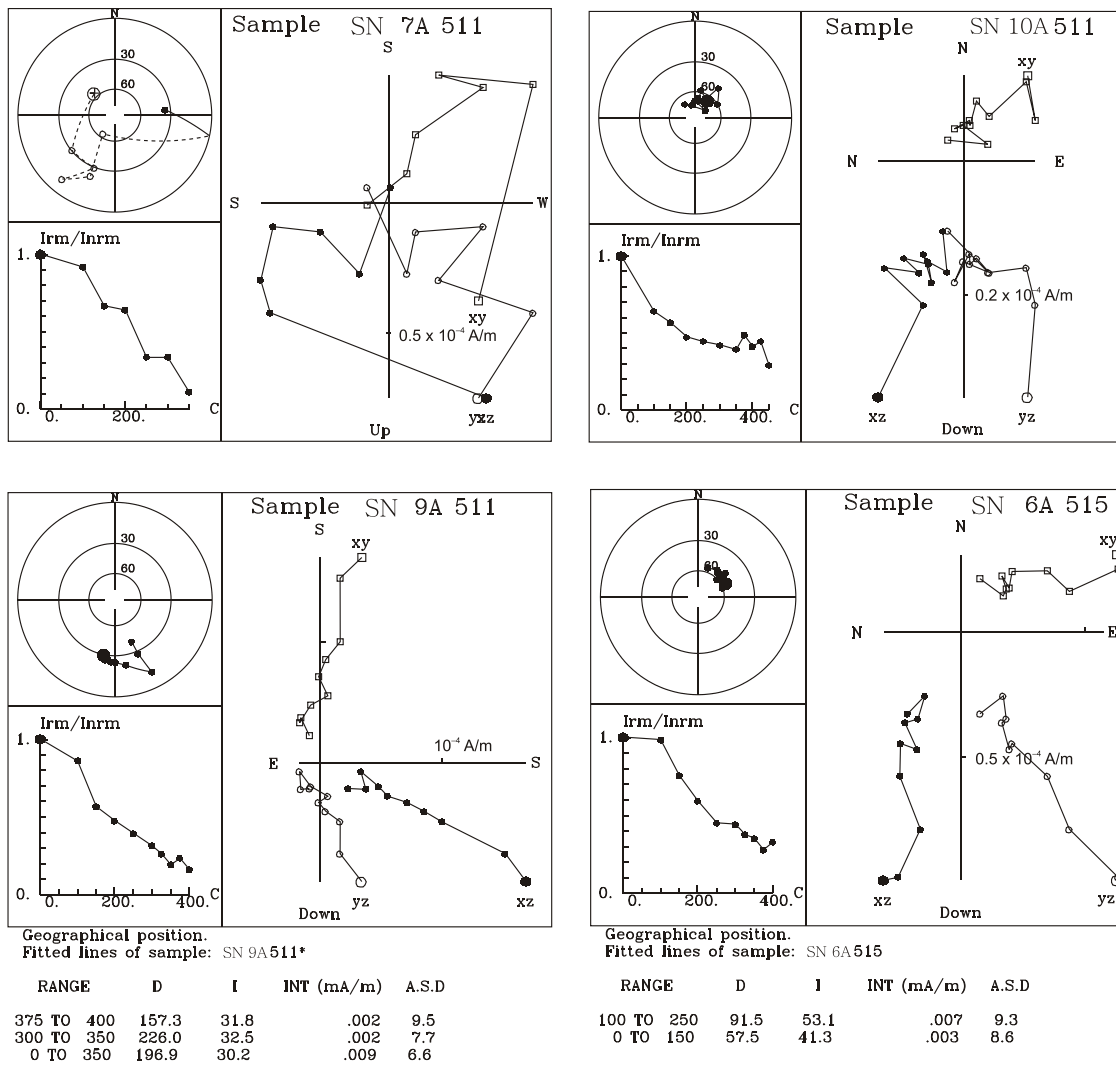 Sample SN 7A 511
N
30
60
S
S
W
xy
0.5 x 10⁻⁴ A/m
yxz
Up
Irm/Inrm
1.
0.
0.
200.
C
Sample SN 10A 511
N
30
60
N
xy
N
E
0.2 x 10⁻⁴ A/m
xz
yz
Down
Irm/Inrm
1.
0.
0.
200.
400.
C
Sample SN 9A 511
N
30
60
S
xy
10⁻⁴ A/m
E
S
yz
xz
Down
Irm/Inrm
1.
0.
0.
200.
400.
C
Geographical position.
Fitted lines of sample: SN 9A 511*
RANGE D I INT (mA/m) A.S.D
375 TO 400 157.3 31.8 .002 9.5
300 TO 350 226.0 32.5 .002 7.7
0 TO 350 196.9 30.2 .009 6.6
Sample SN 6A 515
N
30
60
N
xy
N
E
0.5 x 10⁻⁴ A/m
xz
yz
Down
Irm/Inrm
1.
0.
0.
200.
400.
C
Geographical position.
Fitted lines of sample: SN 6A 515
RANGE D I INT (mA/m) A.S.D
100 TO 250 91.5 53.1 .007 9.3
0 TO 150 57.5 41.3 .003 8.6